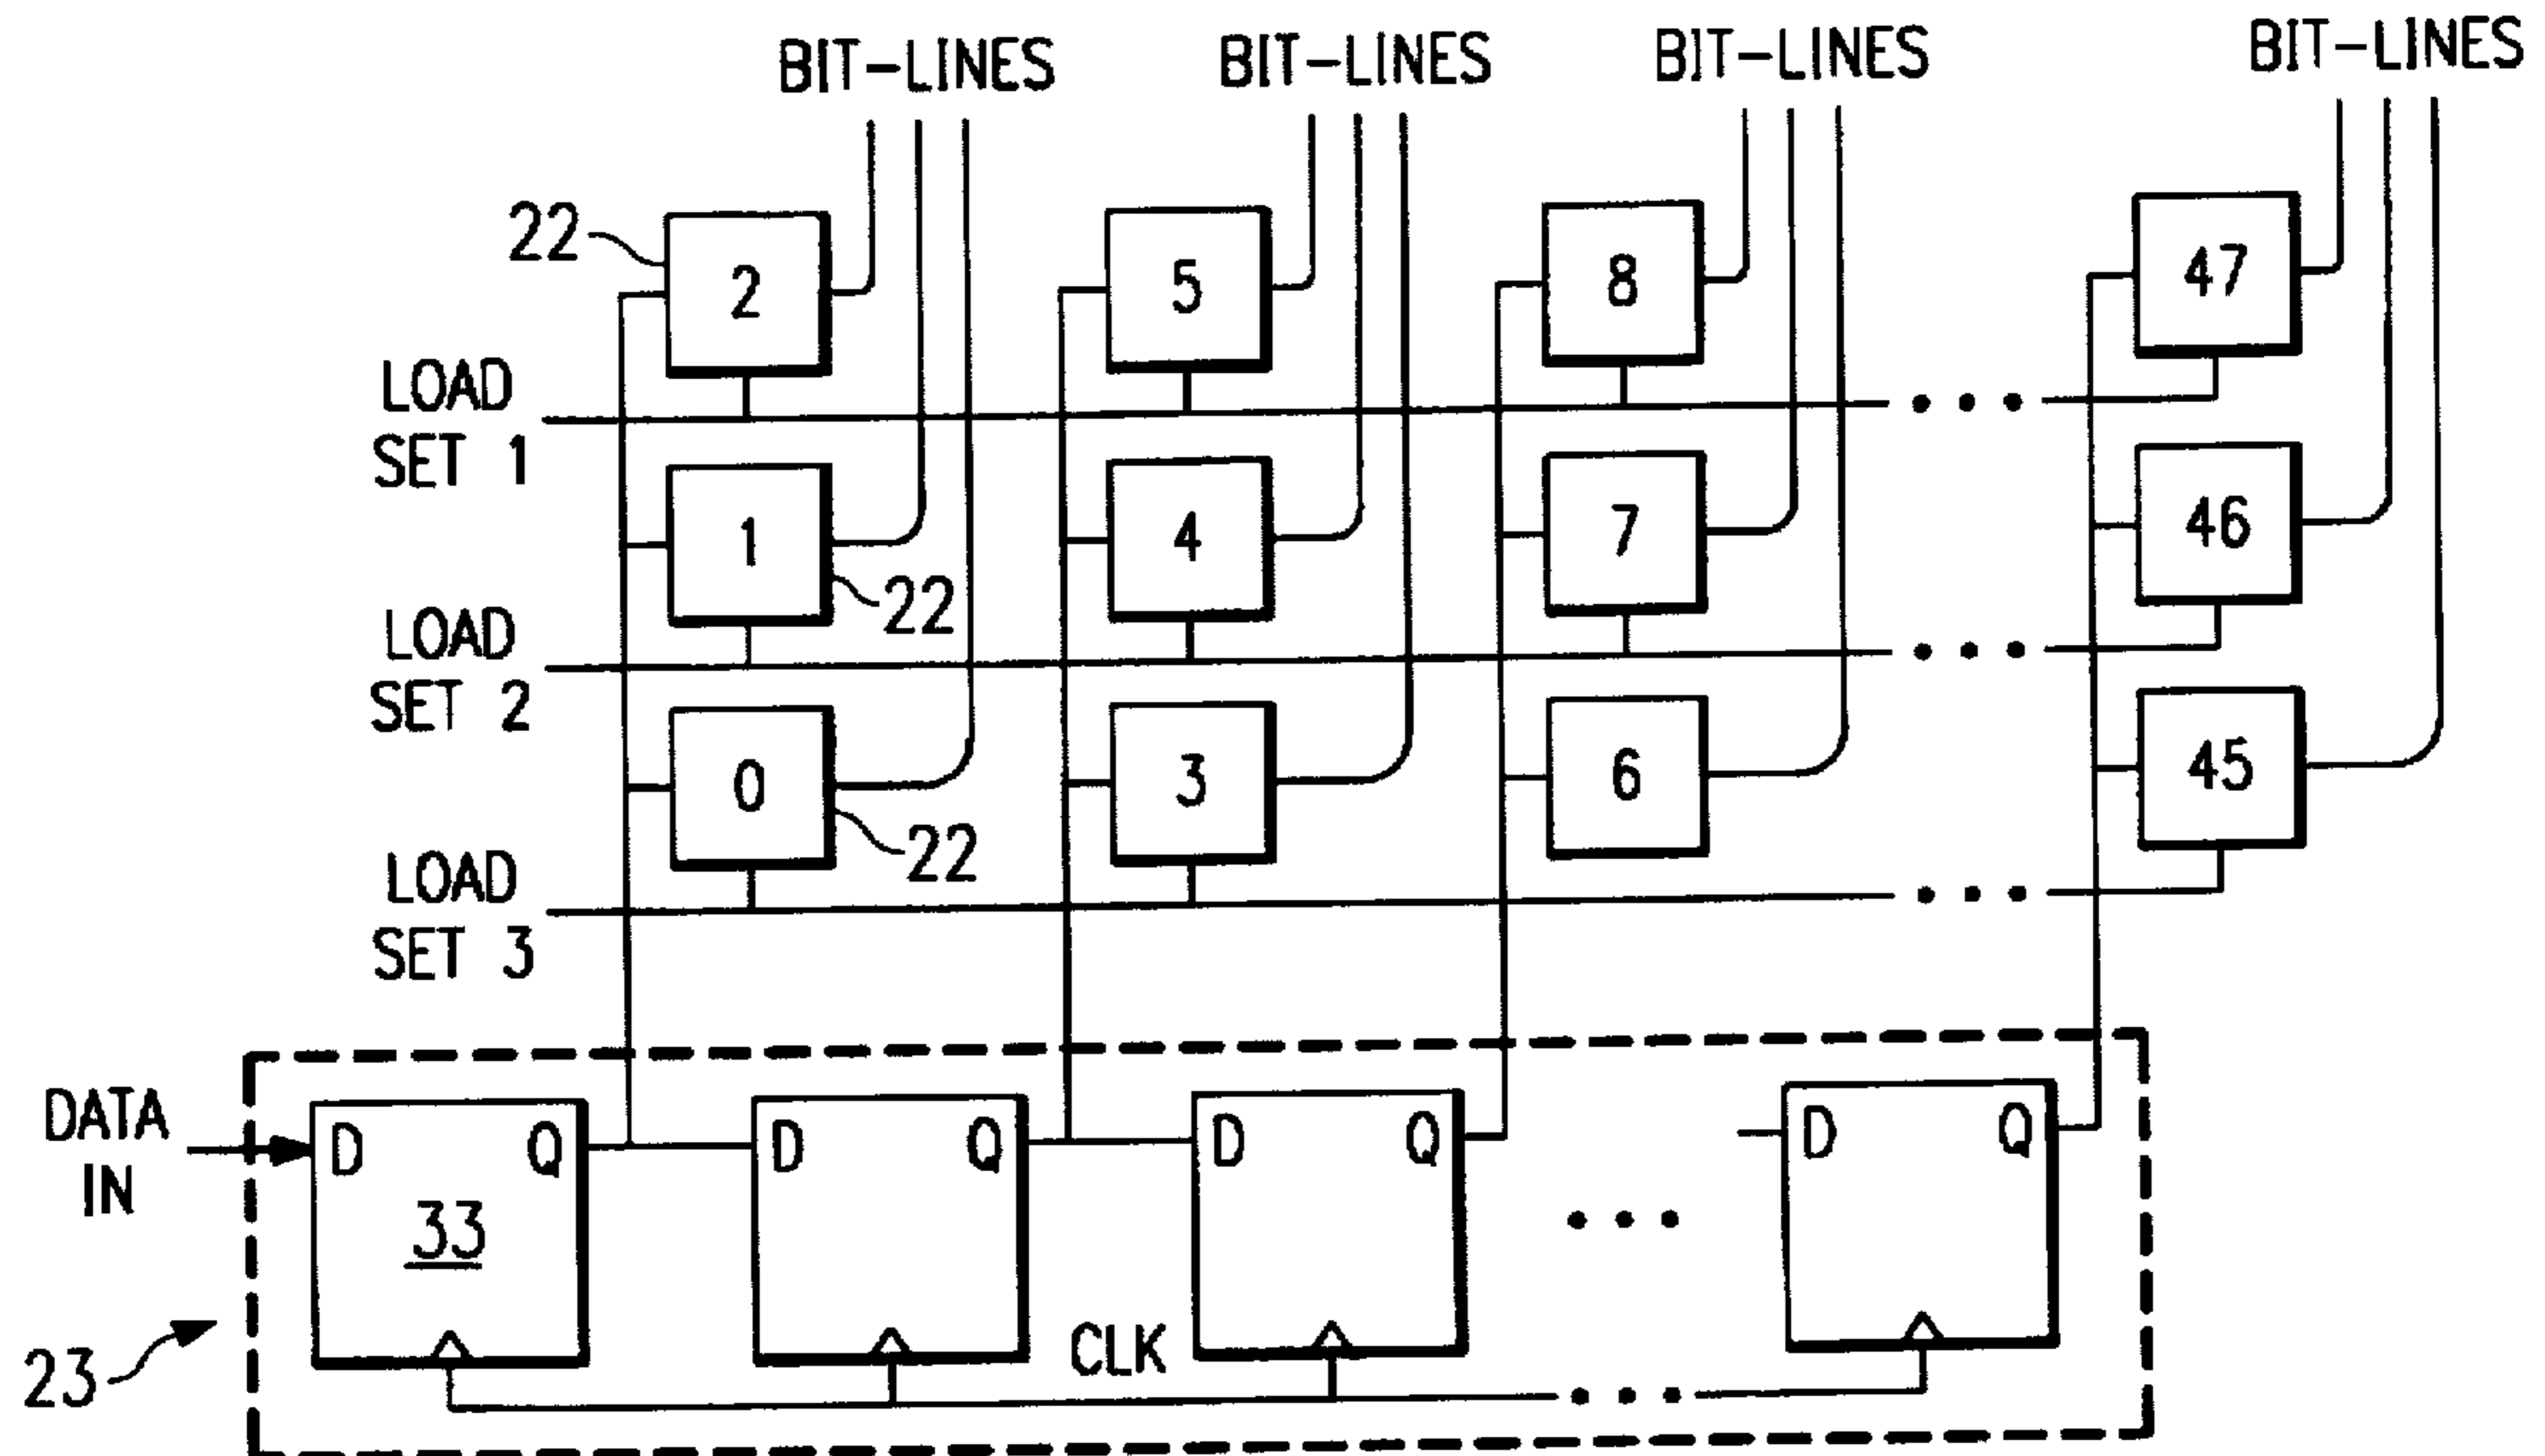 BIT-LINES
BIT-LINES
BIT-LINES
BIT-LINES
22
2
5
8
47
LOAD
SET 1
1
4
7
46
22
LOAD
SET 2
0
3
6
45
22
LOAD
SET 3
DATA
IN
D Q
D Q
D Q
D Q
33
CLK
23